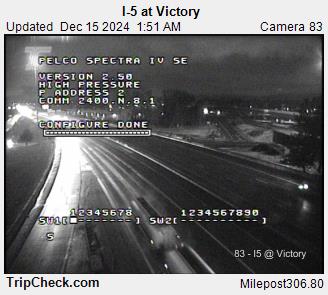 I-5 at Victory
Updated Dec 15 2024 1:51 AM Camera 83
PELCO SPECTRA IV SE
VERSION 2.50
HIGH PRESSURE
P ADDRESS 2
COMM 2400.N.8.1
CONFIGURE DONE
12345678 1234567890
SW1[■-------] SW2[----------]
S
83 - I5 @ Victory
TripCheck.com Milepost306.80